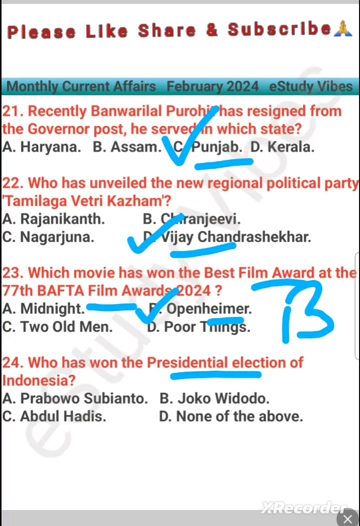 Please Like Share & Subscribe🙏
Monthly Current Affairs February 2024 eStudy Vibes
21. Recently Banwarilal Purohit has resigned from
the Governor post, he served in which state?
A. Haryana. B. Assam. C. Punjab. D. Kerala.
22. Who has unveiled the new regional political party
'Tamilaga Vetri Kazham'?
A. Rajanikanth. B. Chiranjeevi.
C. Nagarjuna. D. Vijay Chandrashekhar.
23. Which movie has won the Best Film Award at the
77th BAFTA Film Awards 2024 ?
A. Midnight. B. Openheimer.
C. Two Old Men. D. Poor Things.
B
24. Who has won the Presidential election of
Indonesia?
A. Prabowo Subianto. B. Joko Widodo.
C. Abdul Hadis. D. None of the above.
eStudy Vibes
XRecorder